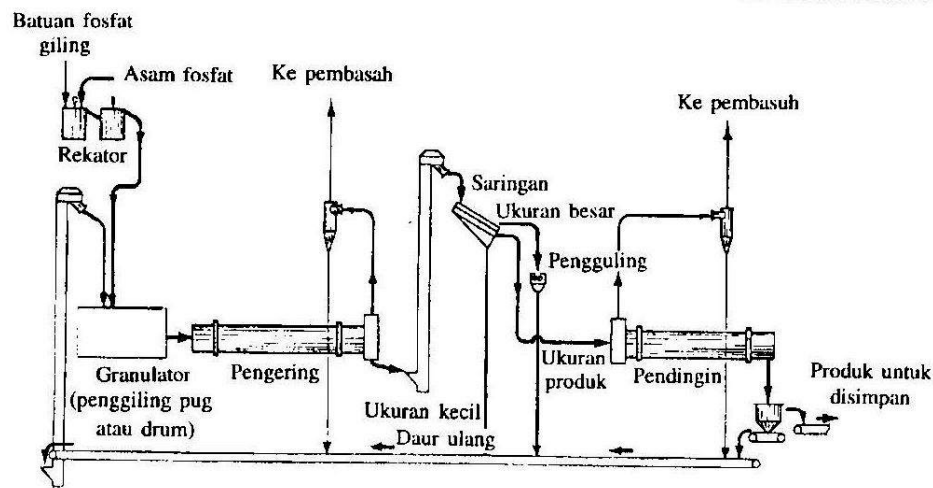 Batuan fosfat
giling
Asam fosfat
Ke pembasah
Ke pembasuh
Rekator
Saringan
Ukuran besar
Pengguling
Granulator
(penggiling pug
atau drum)
Pengering
Ukuran kecil
Daur ulang
Ukuran
produk
Pendingin
Produk untuk
disimpan